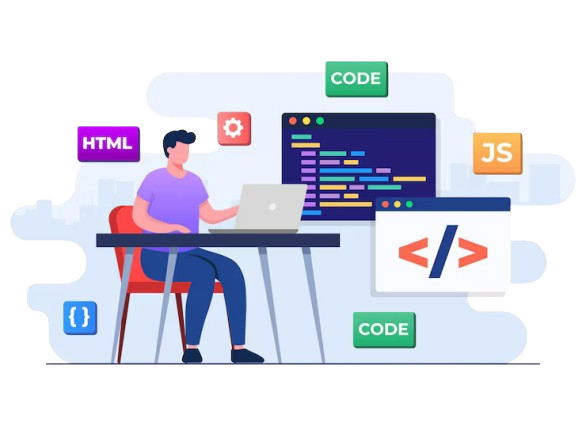 CODE
HTML
JS
</>
{ }
CODE